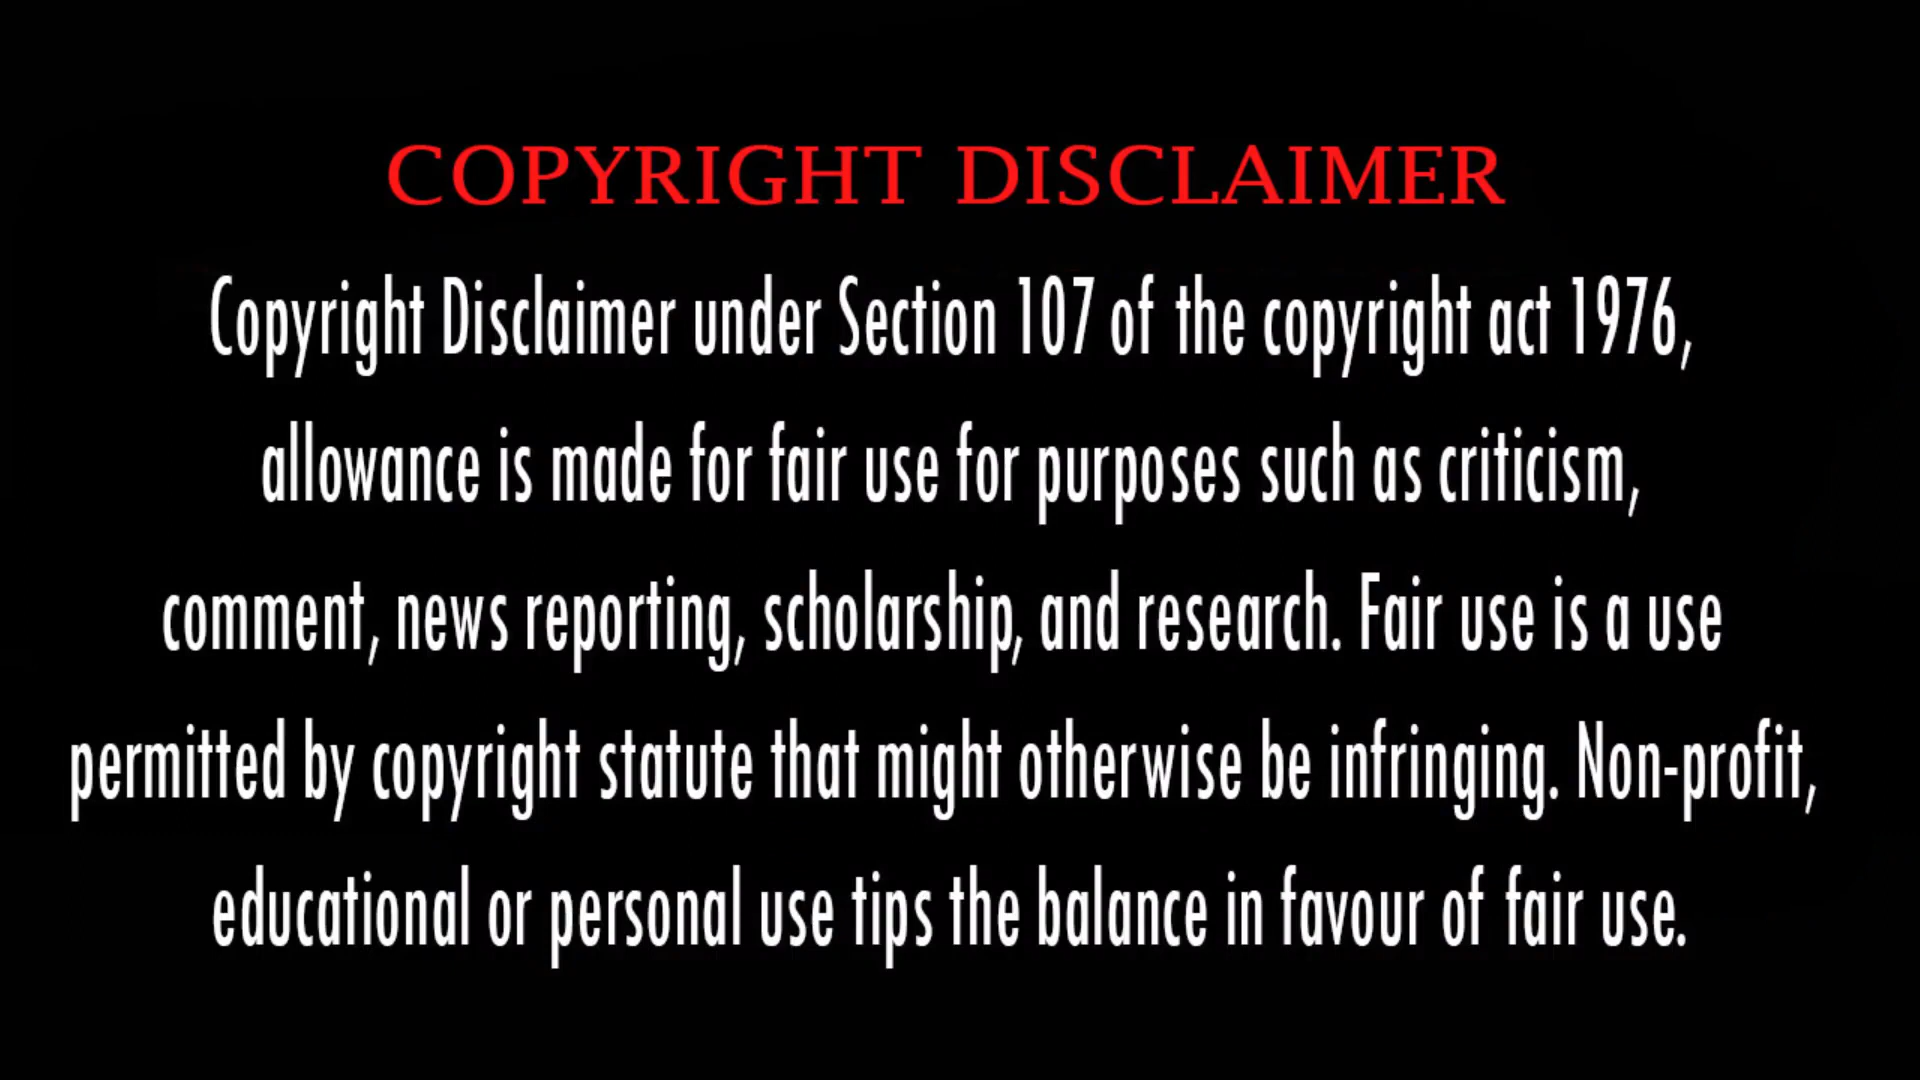 COPYRIGHT DISCLAIMER
Copyright Disclaimer under Section 107 of the copyright act 1976,
allowance is made for fair use for purposes such as criticism,
comment, news reporting, scholarship, and research. Fair use is a use
permitted by copyright statute that might otherwise be infringing. Non-profit,
educational or personal use tips the balance in favour of fair use.